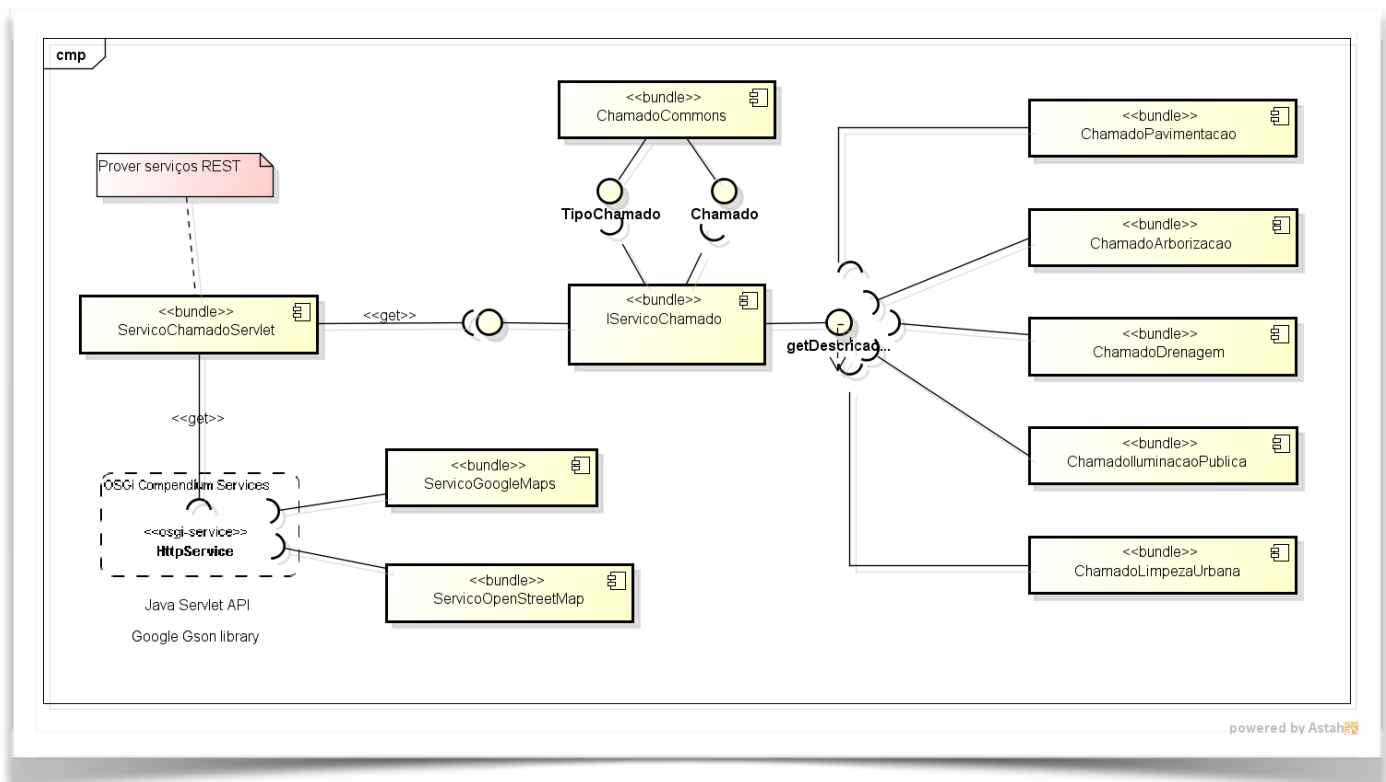 cmp
<<bundle>>
ChamadoCommons
<<bundle>>
ChamadoPavimentacao
Prover serviços REST
TipoChamado
Chamado
<<bundle>>
ChamadoArborizacao
<<bundle>>
ServicoChamadoServlet
<<get>>
<<bundle>>
IServicoChamado
getDescricao...
<<bundle>>
ChamadoDrenagem
<<get>>
<<bundle>>
ChamadoIluminacaoPublica
<<bundle>>
ServicoGoogleMaps
OSGi Compendium Services
<<osgi-service>>
HttpService
<<bundle>>
ServicoOpenStreetMap
<<bundle>>
ChamadoLimpezaUrbana
Java Servlet API
Google Gson library
powered by Astah